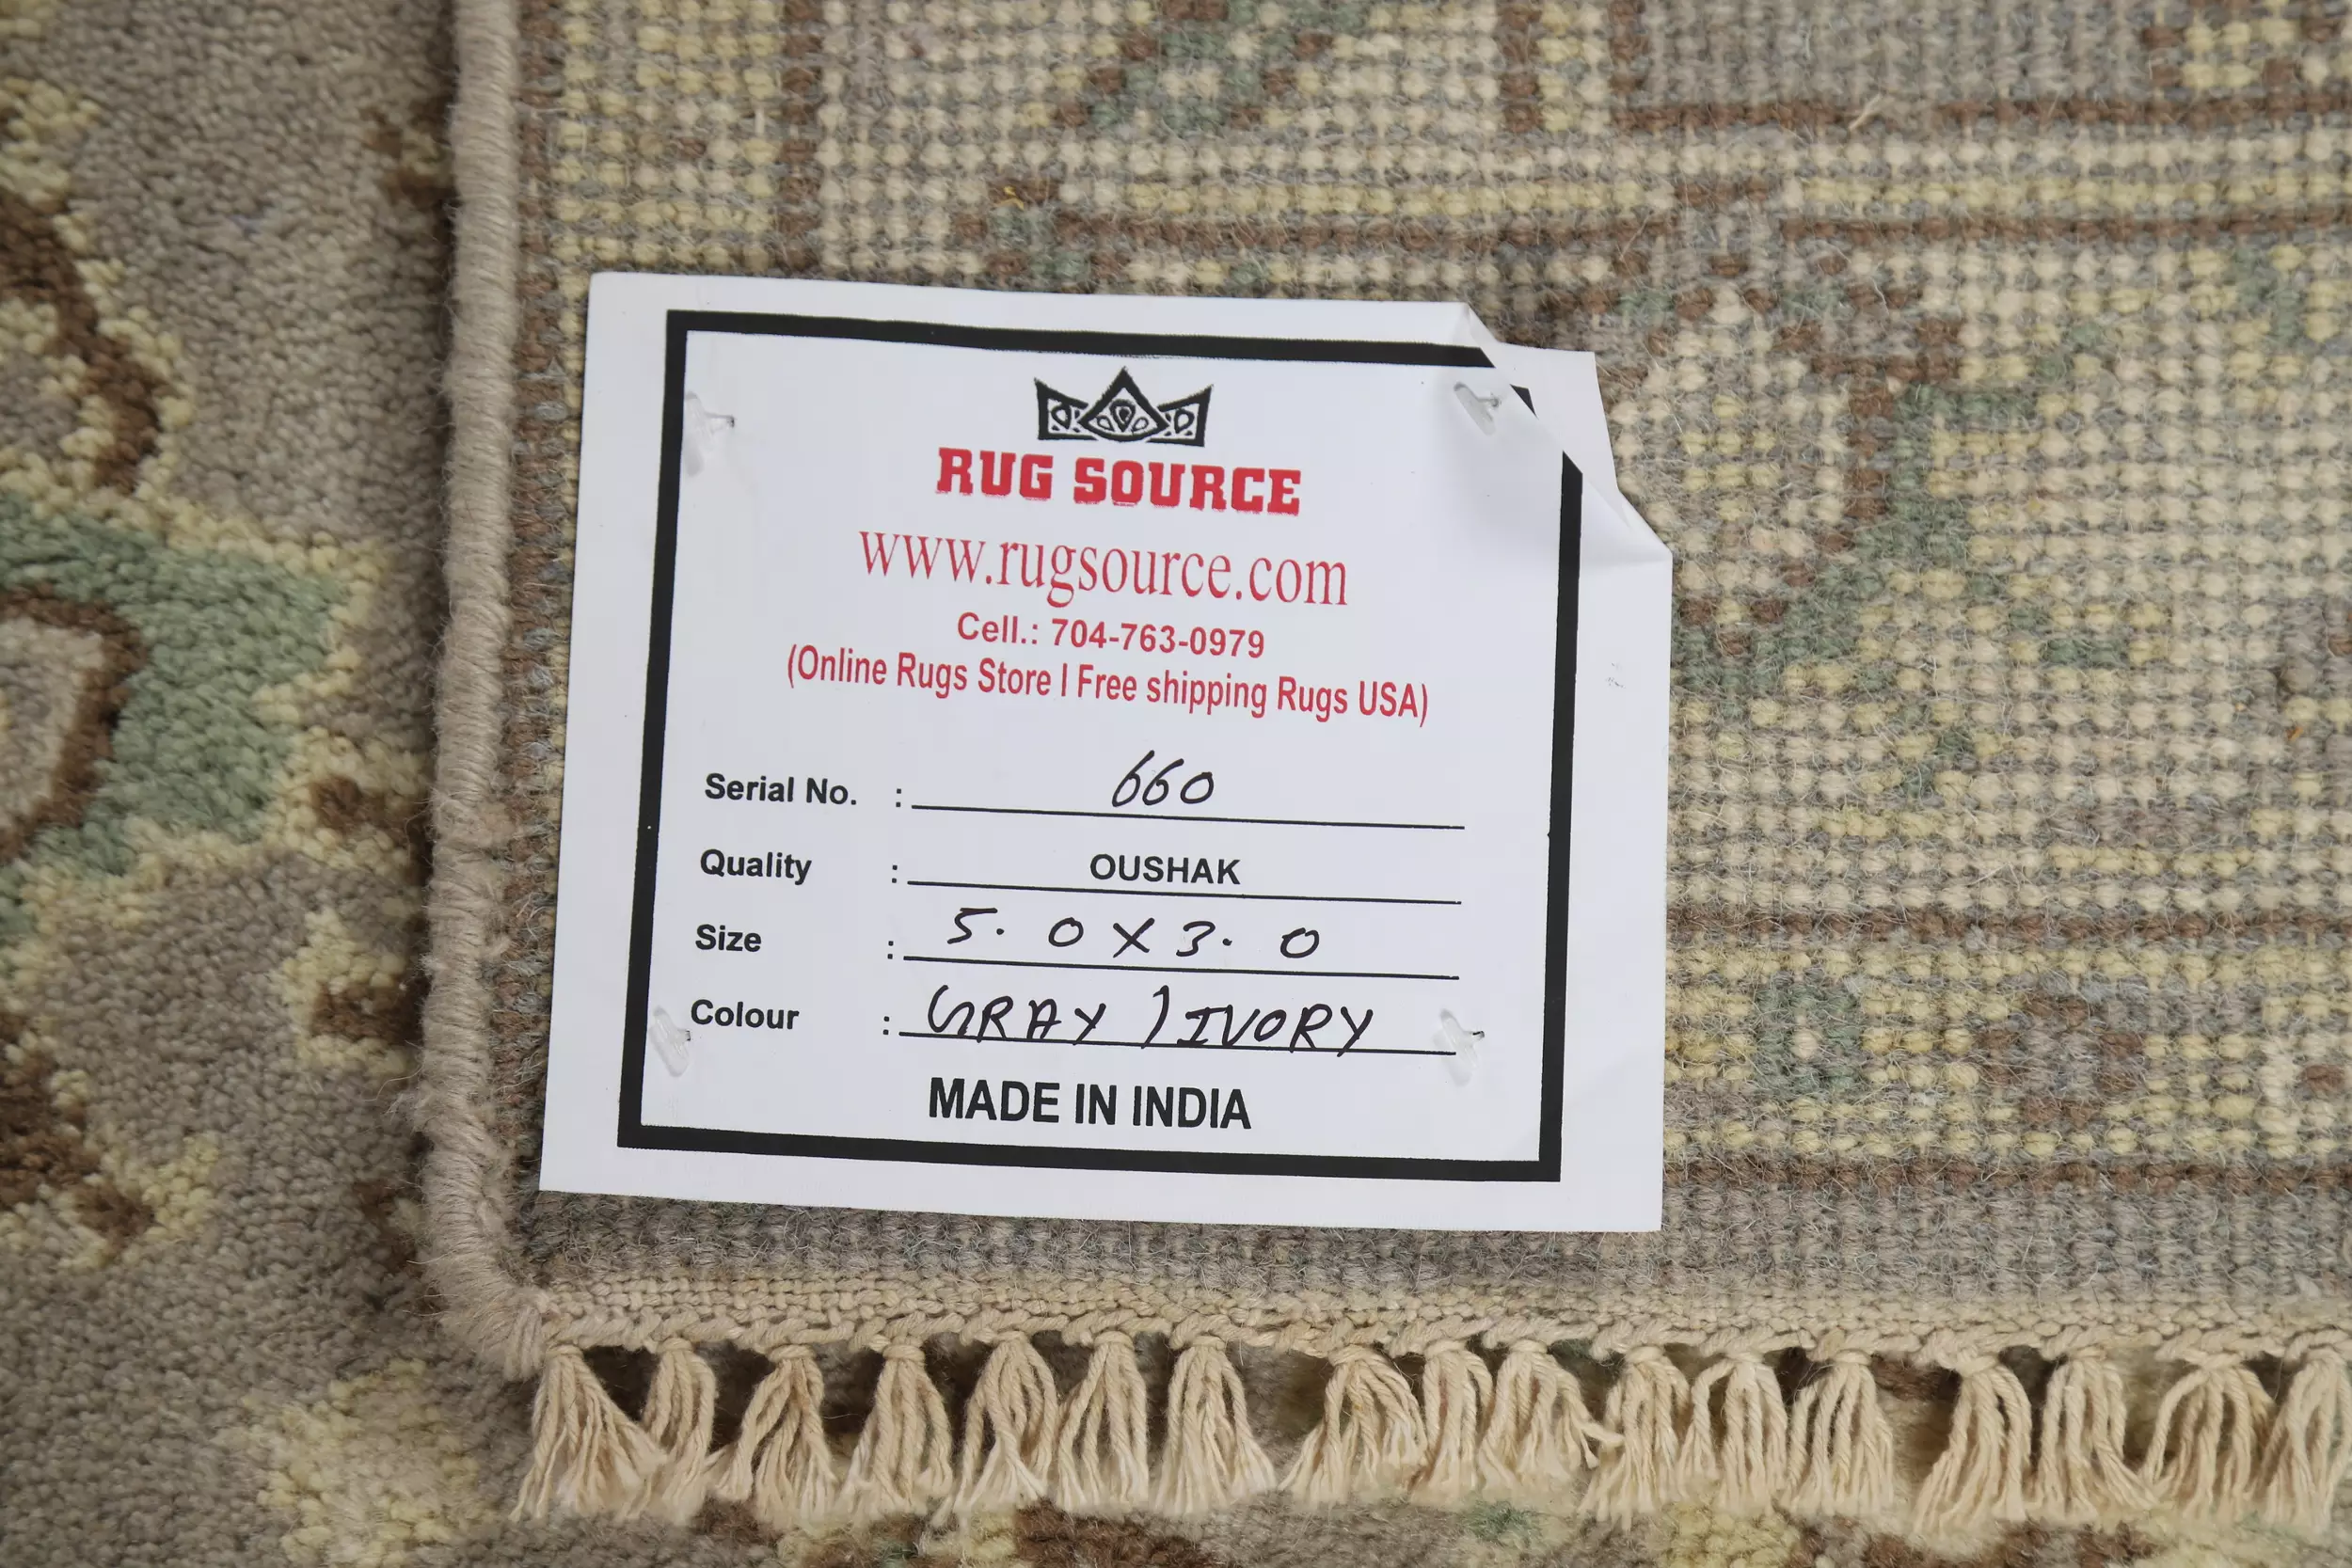 RUG SOURCE
www.rugsource.com
Cell.: 704-763-0979
(Online Rugs Store | Free shipping Rugs USA)
Serial No. : 660
Quality : OUSHAK
Size : 5.0 X 3.0
Colour : GRAY / IVORY
MADE IN INDIA